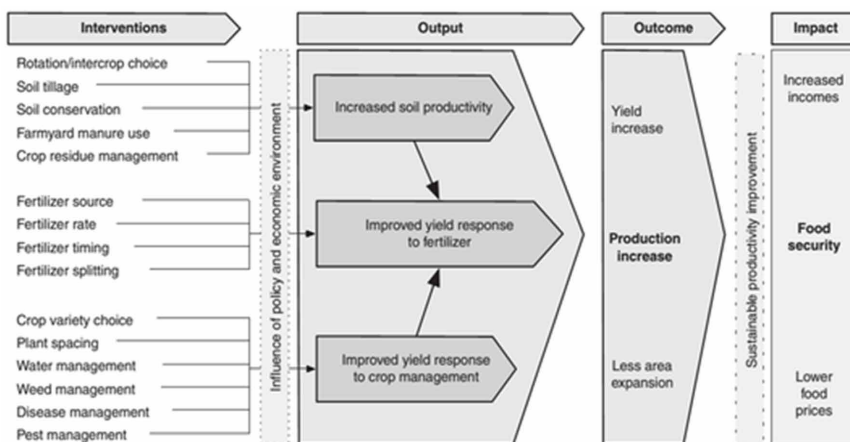 Interventions
Output
Outcome
Impact
Rotation/intercrop choice
Soil tillage
Soil conservation
Farmyard manure use
Crop residue management
Fertilizer source
Fertilizer rate
Fertilizer timing
Fertilizer splitting
Crop variety choice
Plant spacing
Water management
Weed management
Disease management
Pest management
Influence of policy and economic environment
Increased soil productivity
Improved yield response
to fertilizer
Improved yield response
to crop management
Yield
increase
Production
increase
Less area
expansion
Sustainable productivity improvement
Increased
incomes
Food
security
Lower
food
prices